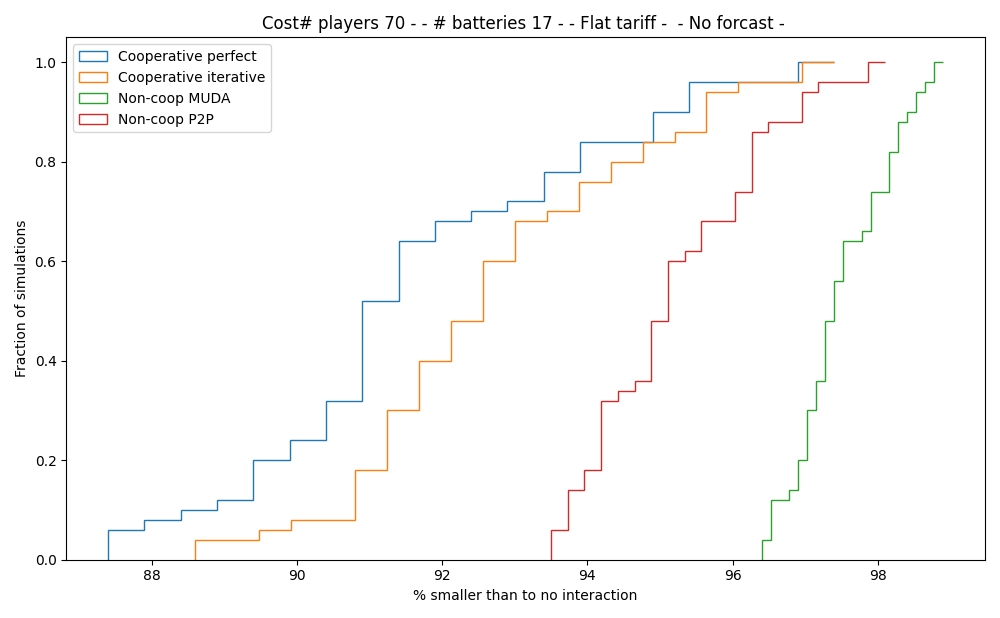 Cost# players 70 - - # batteries 17 - - Flat tariff -  - No forcast -
Cooperative perfect
Cooperative iterative
Non-coop MUDA
Non-coop P2P
Fraction of simulations
1.0
0.8
0.6
0.4
0.2
0.0
88 90 92 94 96 98
% smaller than to no interaction